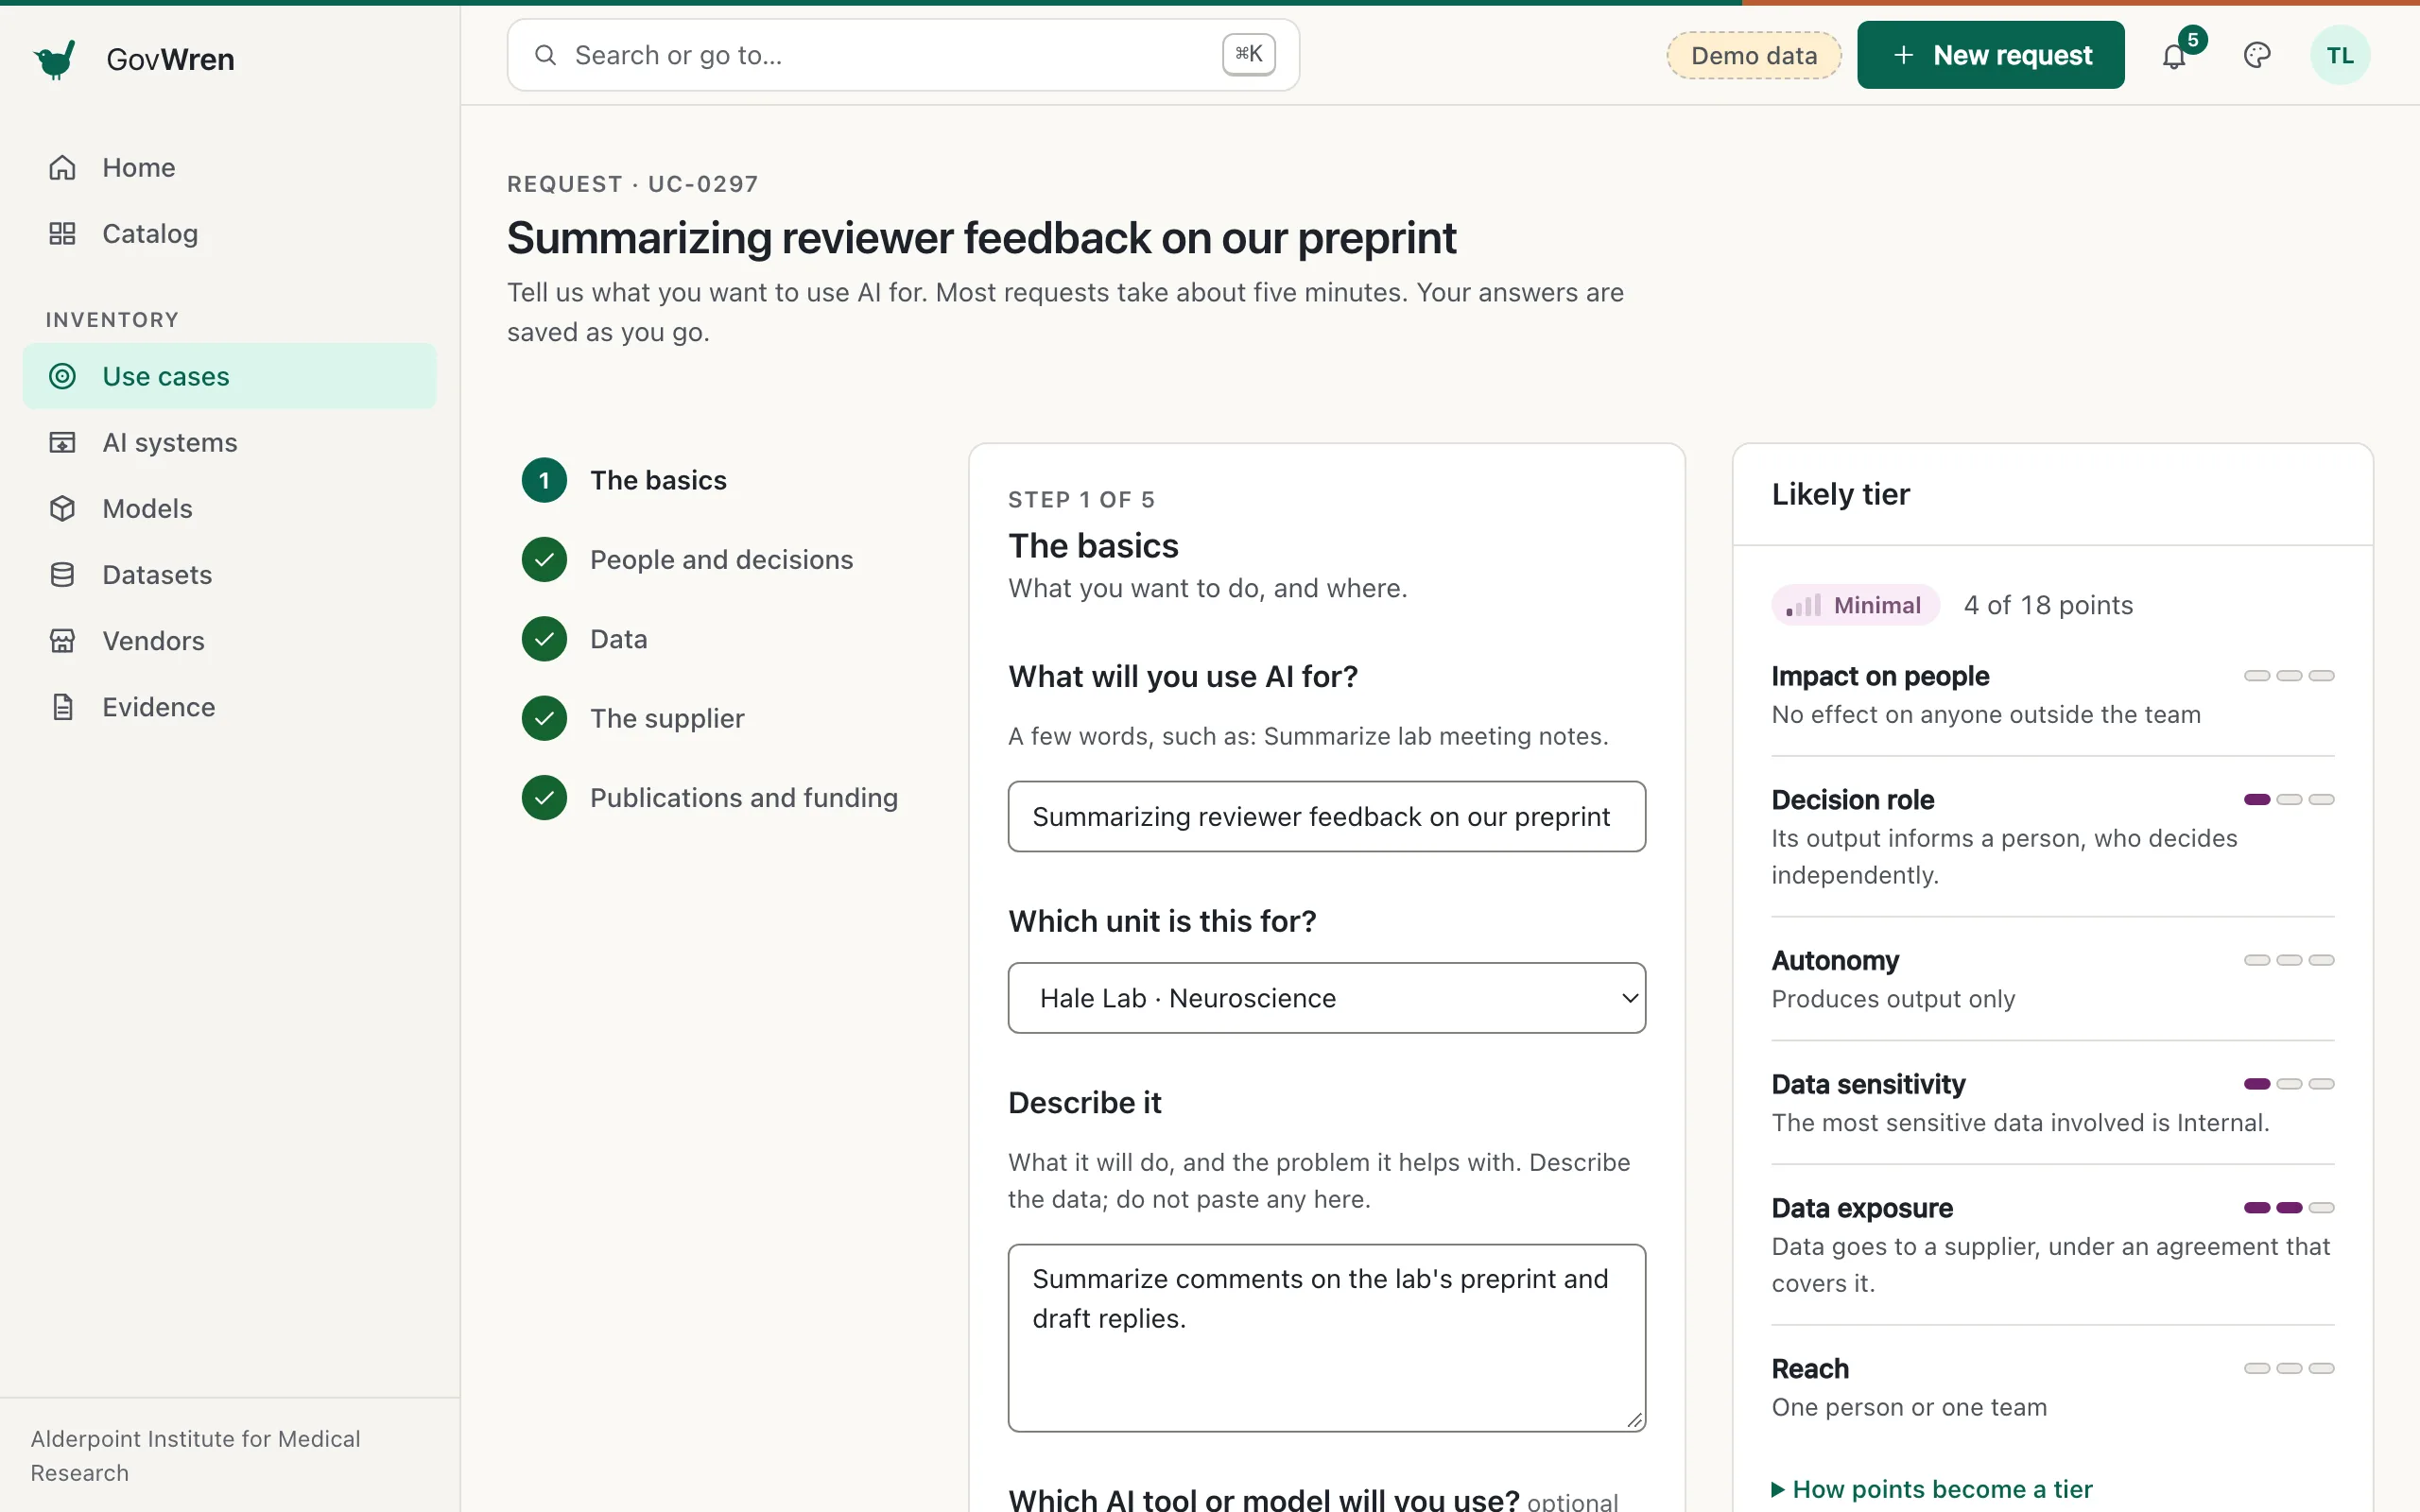 GovWren
Search or go to...
⌘K
Demo data
New request
5
TL
Home
Catalog
INVENTORY
Use cases
AI systems
Models
Datasets
Vendors
Evidence
Alderpoint Institute for Medical
Research
REQUEST · UC-0297
Summarizing reviewer feedback on our preprint
Tell us what you want to use AI for. Most requests take about five minutes. Your answers are
saved as you go.
1
The basics
People and decisions
Data
The supplier
Publications and funding
STEP 1 OF 5
The basics
What you want to do, and where.
What will you use AI for?
A few words, such as: Summarize lab meeting notes.
Summarizing reviewer feedback on our preprint
Which unit is this for?
Hale Lab · Neuroscience
Describe it
What it will do, and the problem it helps with. Describe
the data; do not paste any here.
Summarize comments on the lab's preprint and
draft replies.
Which AI tool or model will you use? optional
Likely tier
Minimal
4 of 18 points
Impact on people
No effect on anyone outside the team
Decision role
Its output informs a person, who decides
independently.
Autonomy
Produces output only
Data sensitivity
The most sensitive data involved is Internal.
Data exposure
Data goes to a supplier, under an agreement that
covers it.
Reach
One person or one team
How points become a tier